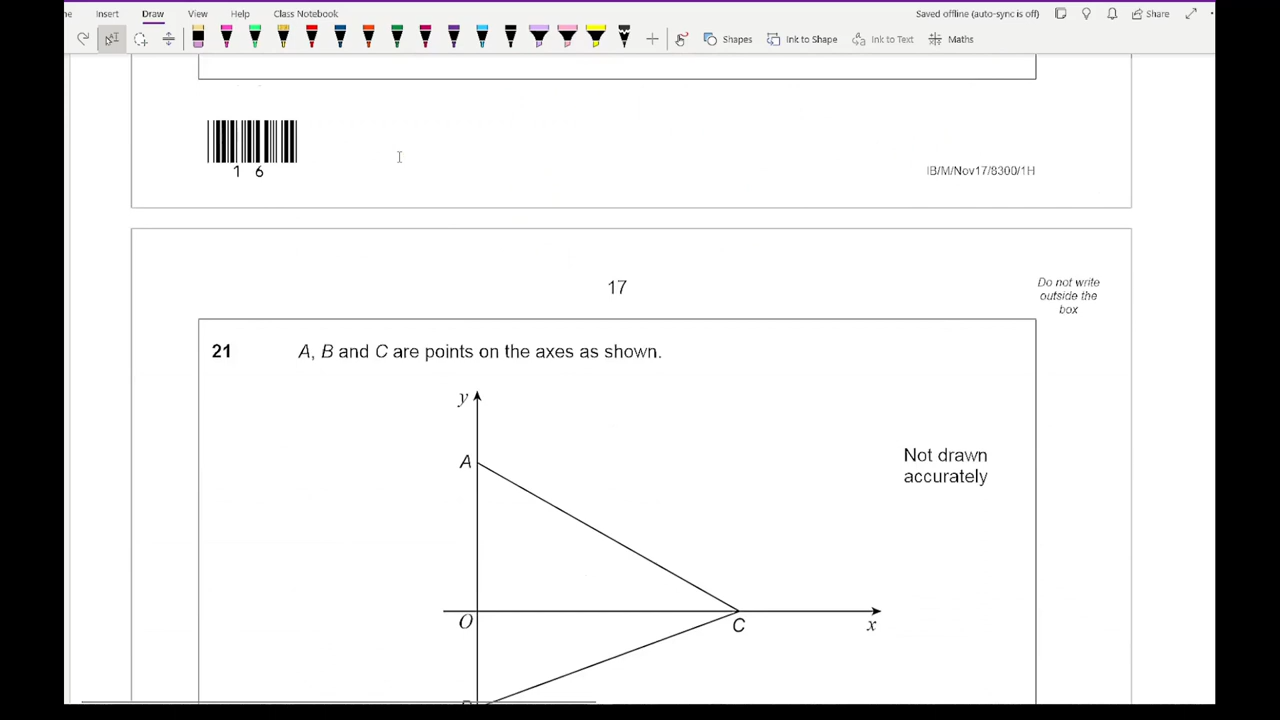 Insert Draw View Help Class Notebook Saved offline (auto-sync is off) Share
Shapes Ink to Shape Ink to Text Maths
1 6
IB/M/Nov17/8300/1H
17
Do not write
outside the
box
21 A, B and C are points on the axes as shown.
y
A
Not drawn
accurately
O
C
x